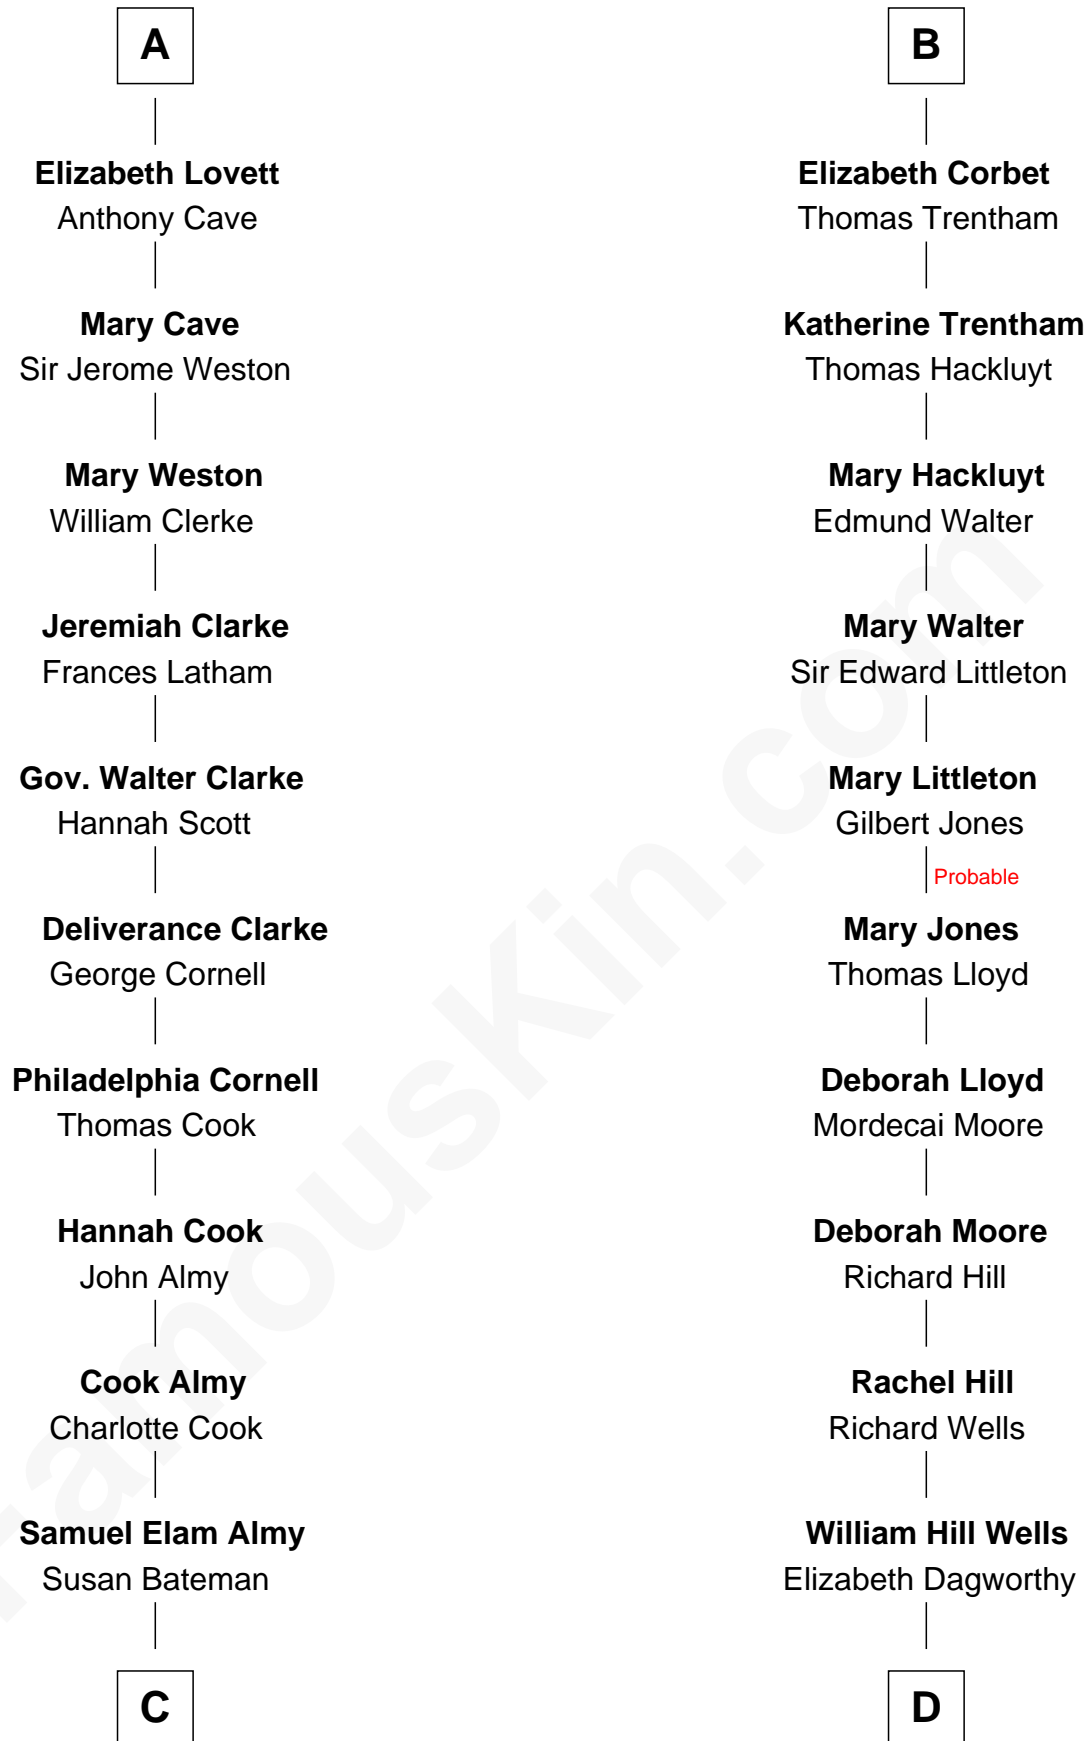 A
Elizabeth Lovett
Anthony Cave
Mary Cave
Sir Jerome Weston
Mary Weston
William Clerke
Jeremiah Clarke
Frances Latham
Gov. Walter Clarke
Hannah Scott
Deliverance Clarke
George Cornell
Philadelphia Cornell
Thomas Cook
Hannah Cook
John Almy
Cook Almy
Charlotte Cook
Samuel Elam Almy
Susan Bateman
C
B
Elizabeth Corbet
Thomas Trentham
Katherine Trentham
Thomas Hackluyt
Mary Hackluyt
Edmund Walter
Mary Walter
Sir Edward Littleton
Mary Littleton
Gilbert Jones
Probable
Mary Jones
Thomas Lloyd
Deborah Lloyd
Mordecai Moore
Deborah Moore
Richard Hill
Rachel Hill
Richard Wells
William Hill Wells
Elizabeth Dagworthy
D
FamousKin.com